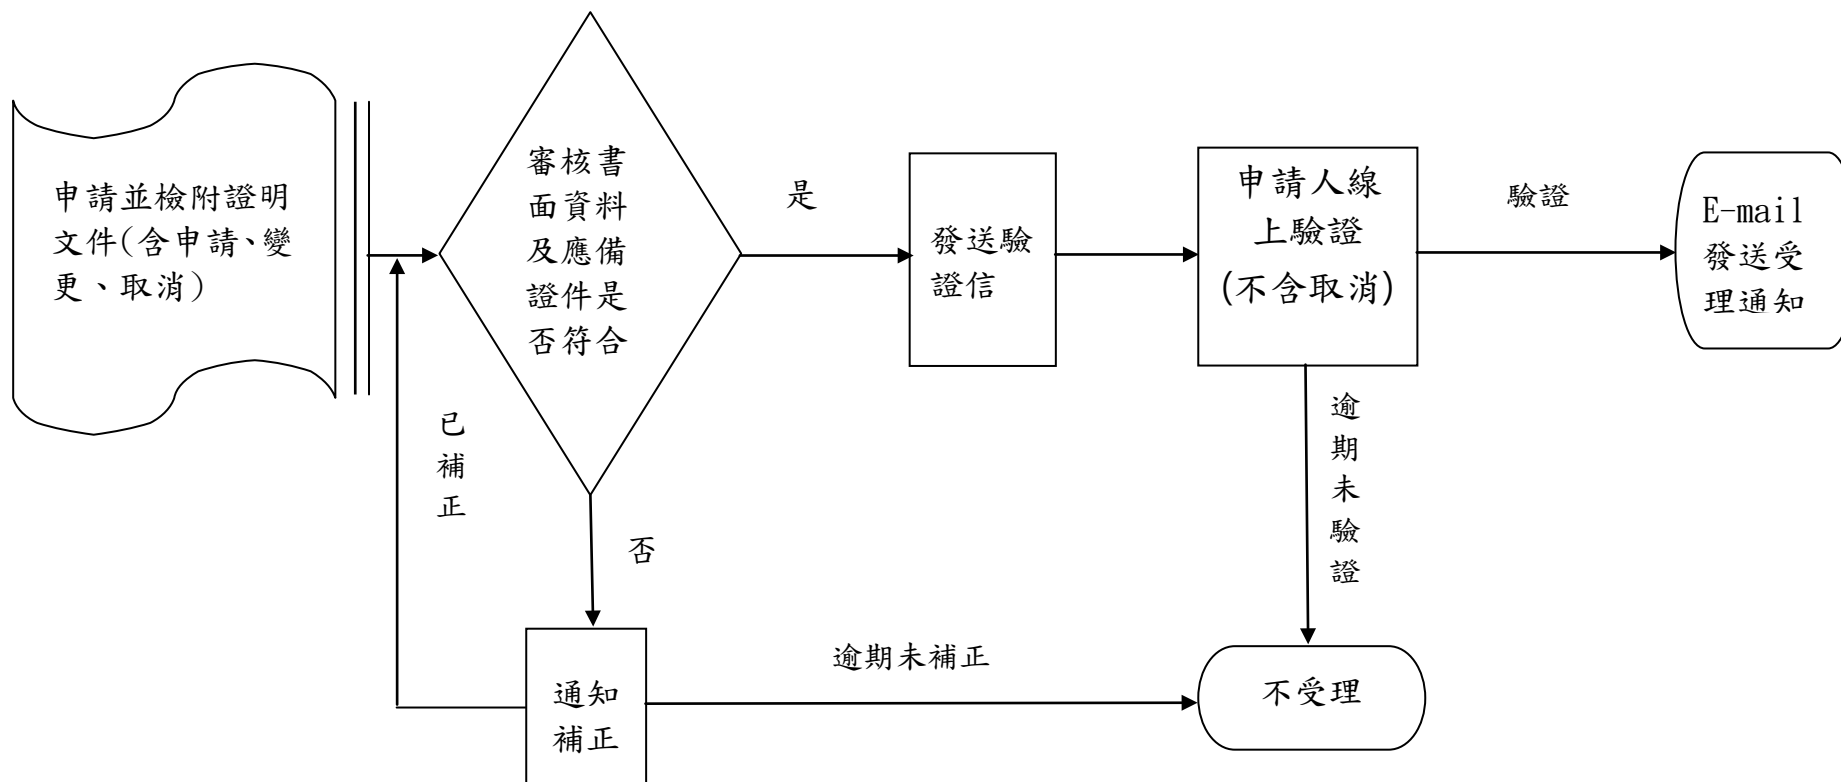 申請並檢附證明
文件(含申請、變
更、取消)
審核書
面資料
及應備
證件是
否符合
是
發送驗
證信
申請人線
上驗證
(不含取消)
驗證
E-mail
發送受
理通知
已
補
正
否
逾
期
未
驗
證
通知
補正
逾期未補正
不受理